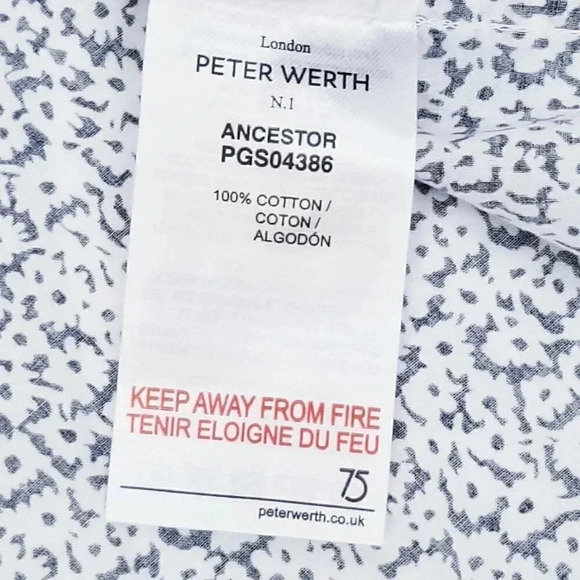 London
PETER WERTH
N.1
ANCESTOR
PGS04386
100% COTTON /
COTON /
ALGODÓN
KEEP AWAY FROM FIRE
TENIR ELOIGNE DU FEU
75
peterwerth.co.uk